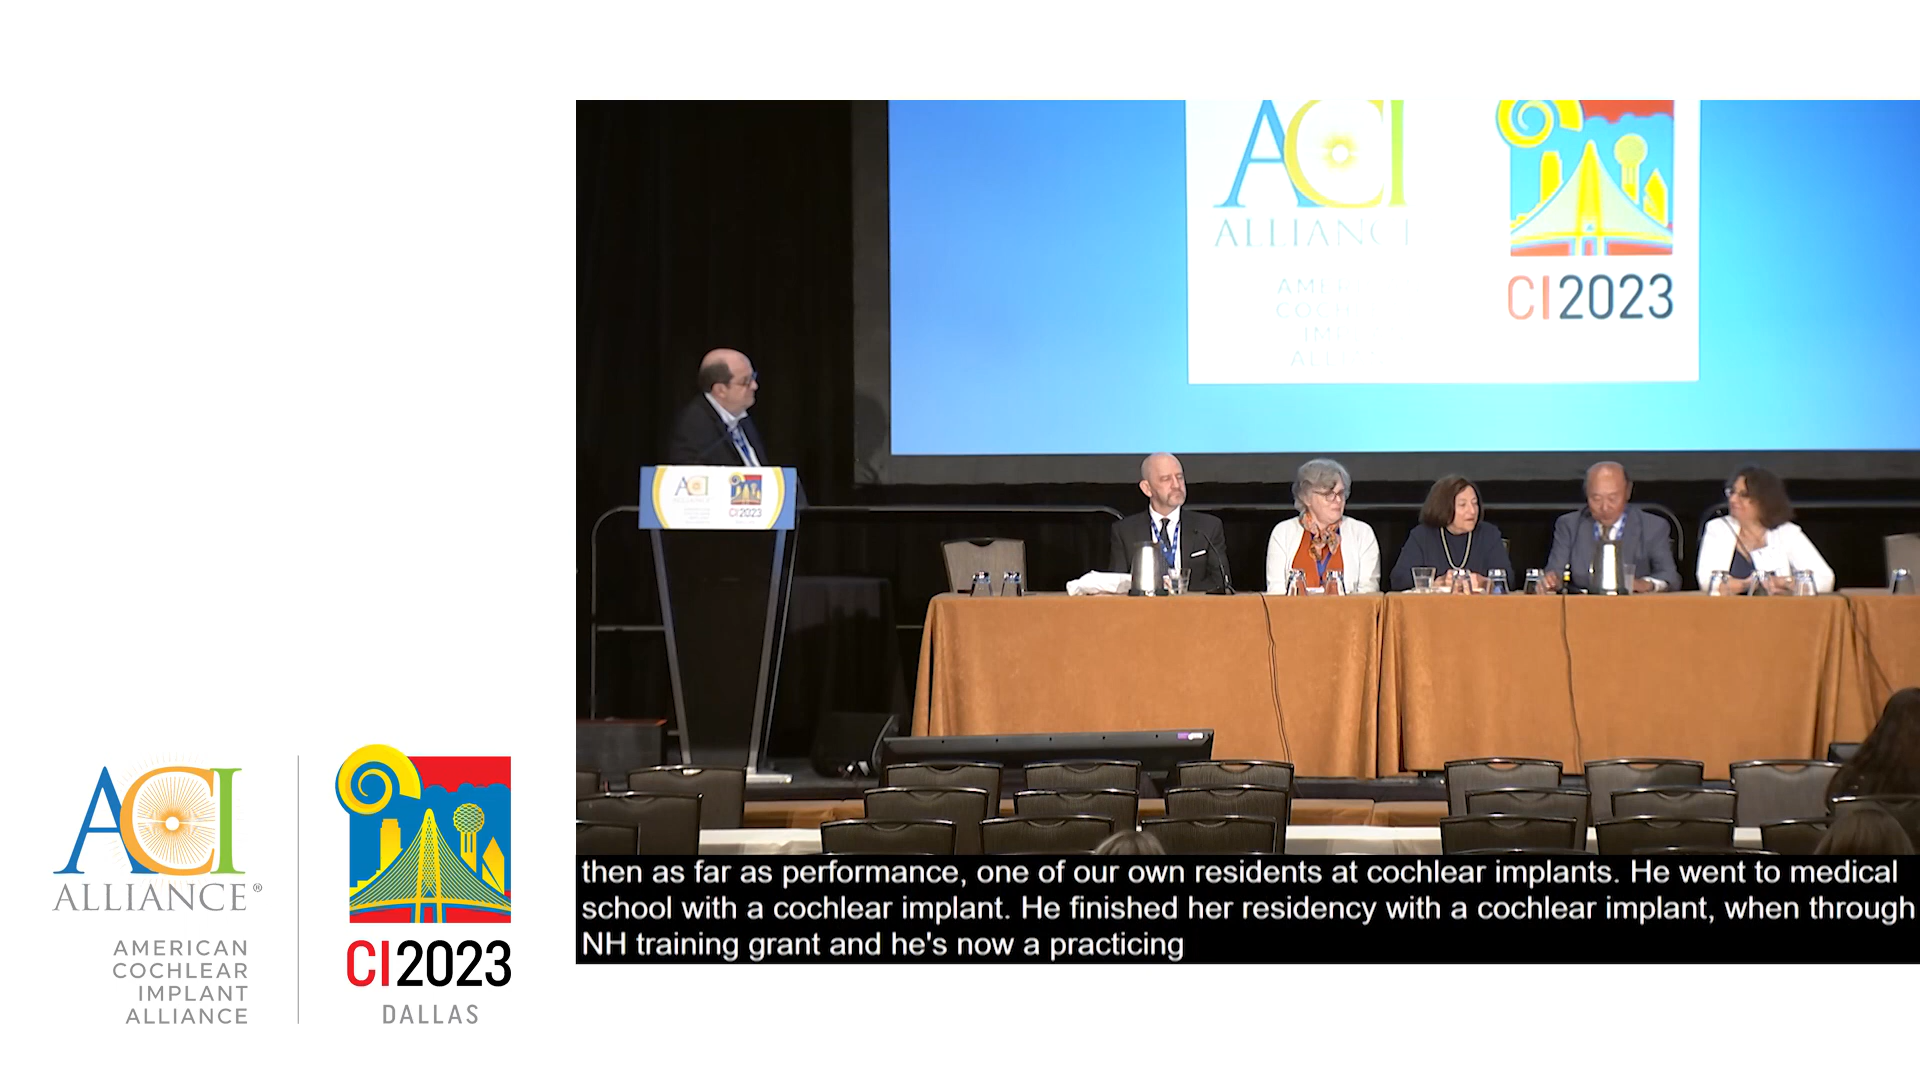 ACI
ALLIANCE
CI2023
ACI
CI2023
ACI
ALLIANCE®
AMERICAN
COCHLEAR
IMPLANT
ALLIANCE
CI2023
DALLAS
then as far as performance, one of our own residents at cochlear implants. He went to medical
school with a cochlear implant. He finished her residency with a cochlear implant, when through
NH training grant and he's now a practicing